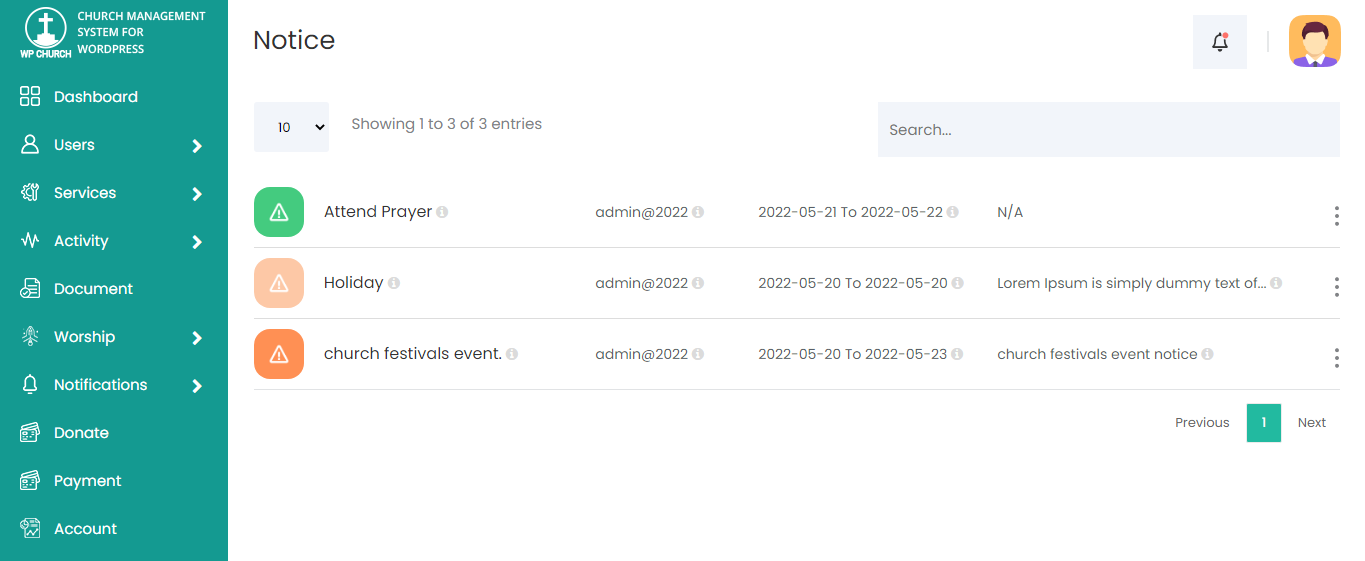 CHURCH MANAGEMENT
SYSTEM FOR
WORDPRESS
WP CHURCH
Dashboard
Users
Services
Activity
Document
Worship
Notifications
Donate
Payment
Account
Notice
10
Showing 1 to 3 of 3 entries
Search...
Attend Prayer admin@2022 2022-05-21 To 2022-05-22 N/A
Holiday admin@2022 2022-05-20 To 2022-05-20 Lorem Ipsum is simply dummy text of...
church festivals event. admin@2022 2022-05-20 To 2022-05-23 church festivals event notice
Previous 1 Next